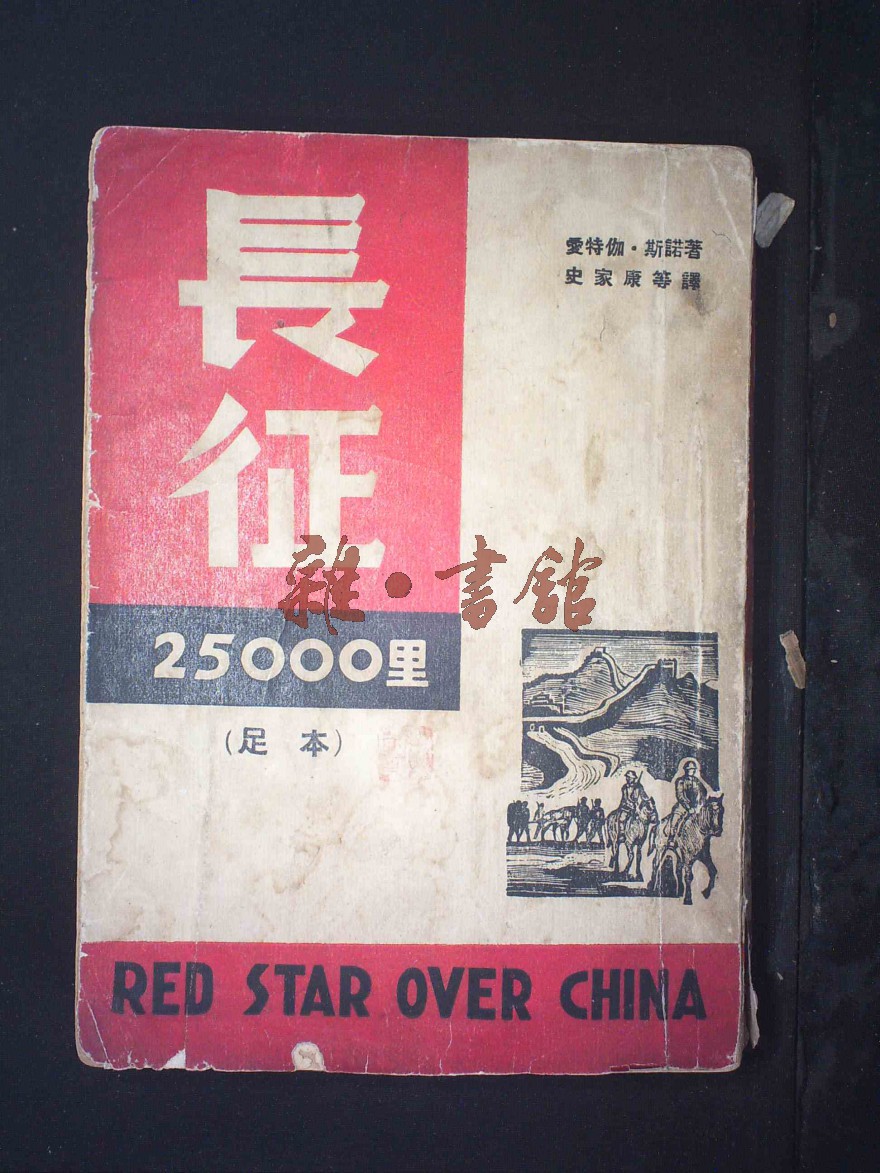 長征
25000里
(足本)
愛特伽·斯諾著
史家康等譯
雜·書舘
RED STAR OVER CHINA